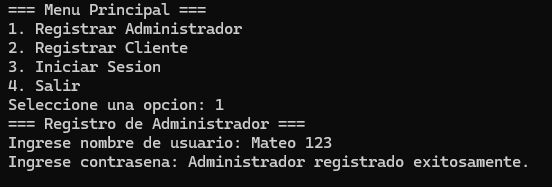 === Menu Principal ===
1. Registrar Administrador
2. Registrar Cliente
3. Iniciar Sesion
4. Salir
Seleccione una opcion: 1
=== Registro de Administrador ===
Ingrese nombre de usuario: Mateo 123
Ingrese contrasena: Administrador registrado exitosamente.